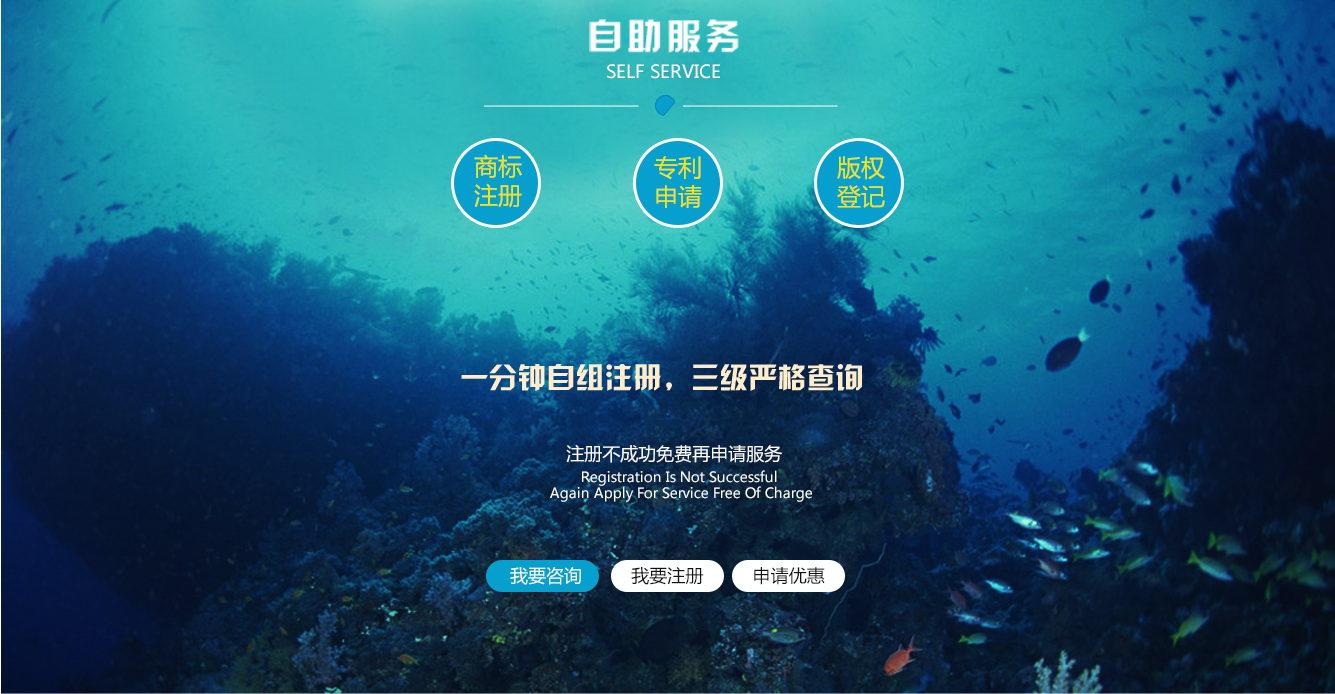 自助服务
SELF SERVICE
商标
注册
专利
申请
版权
登记
一分钟自组注册，三级严格查询
注册不成功免费再申请服务
Registration Is Not Successful
Again Apply For Service Free Of Charge
我要咨询
我要注册
申请优惠